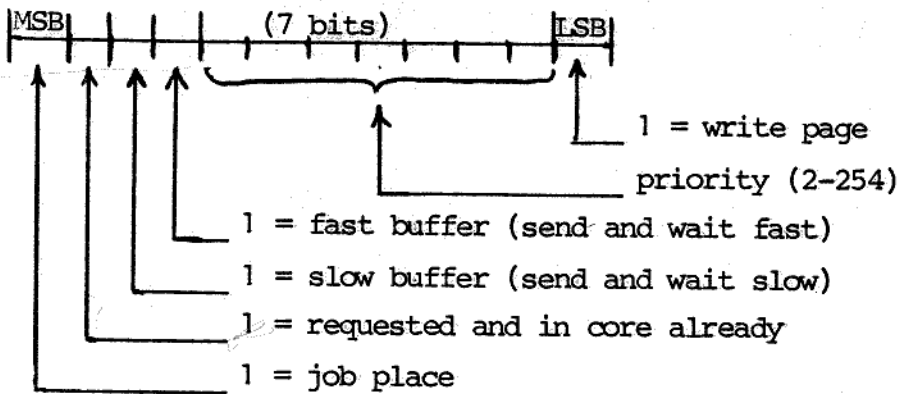 MSB (7 bits) LSB
1 = write page
priority (2-254)
1 = fast buffer (send and wait fast)
1 = slow buffer (send and wait slow)
1 = requested and in core already
1 = job place